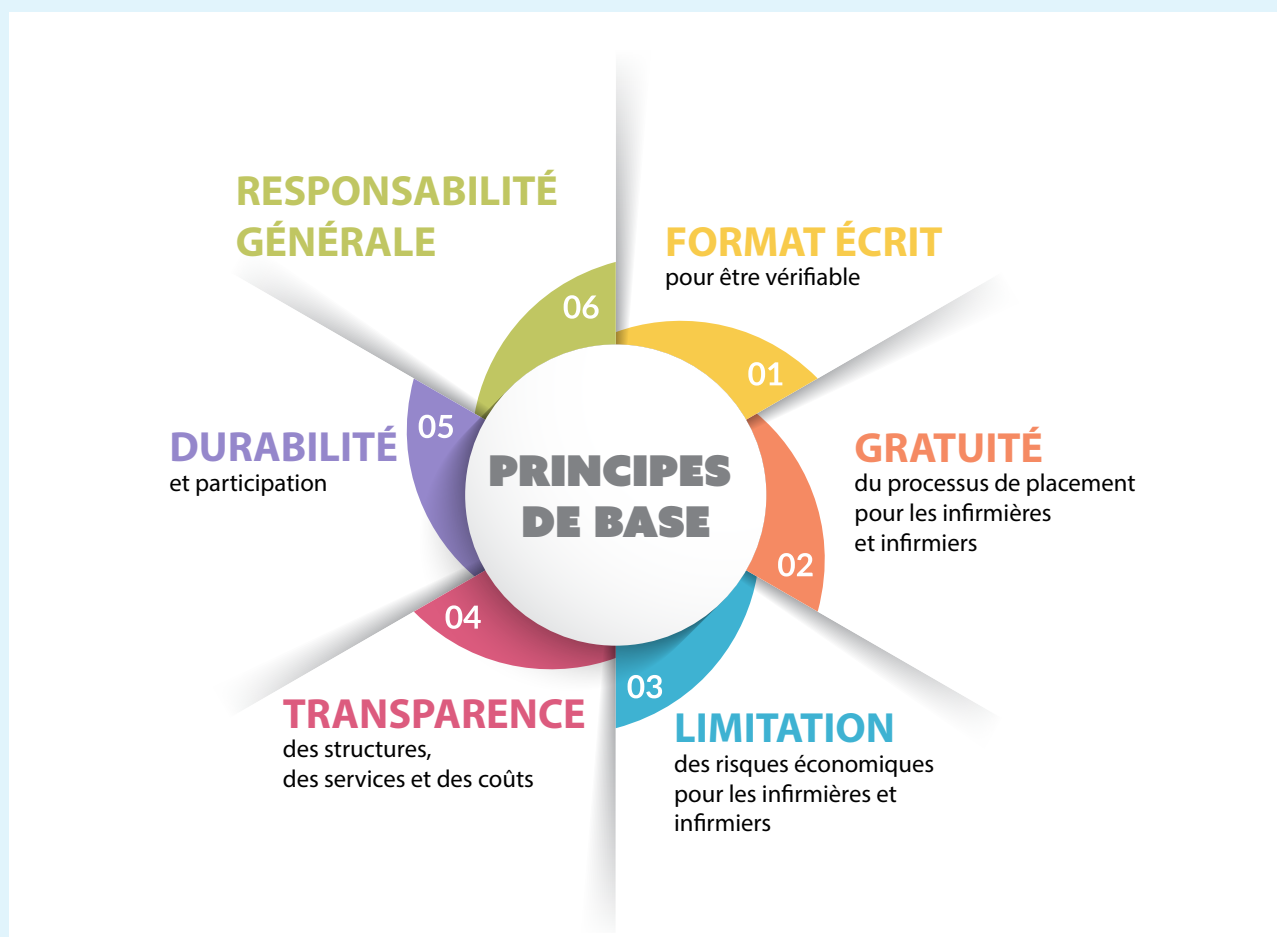 PRINCIPES
DE BASE
01
FORMAT ÉCRIT
pour être vérifiable
02
GRATUITÉ
du processus de placement
pour les infirmières
et infirmiers
03
LIMITATION
des risques économiques
pour les infirmières et
infirmiers
04
TRANSPARENCE
des structures,
des services et des coûts
05
DURABILITÉ
et participation
06
RESPONSABILITÉ
GÉNÉRALE